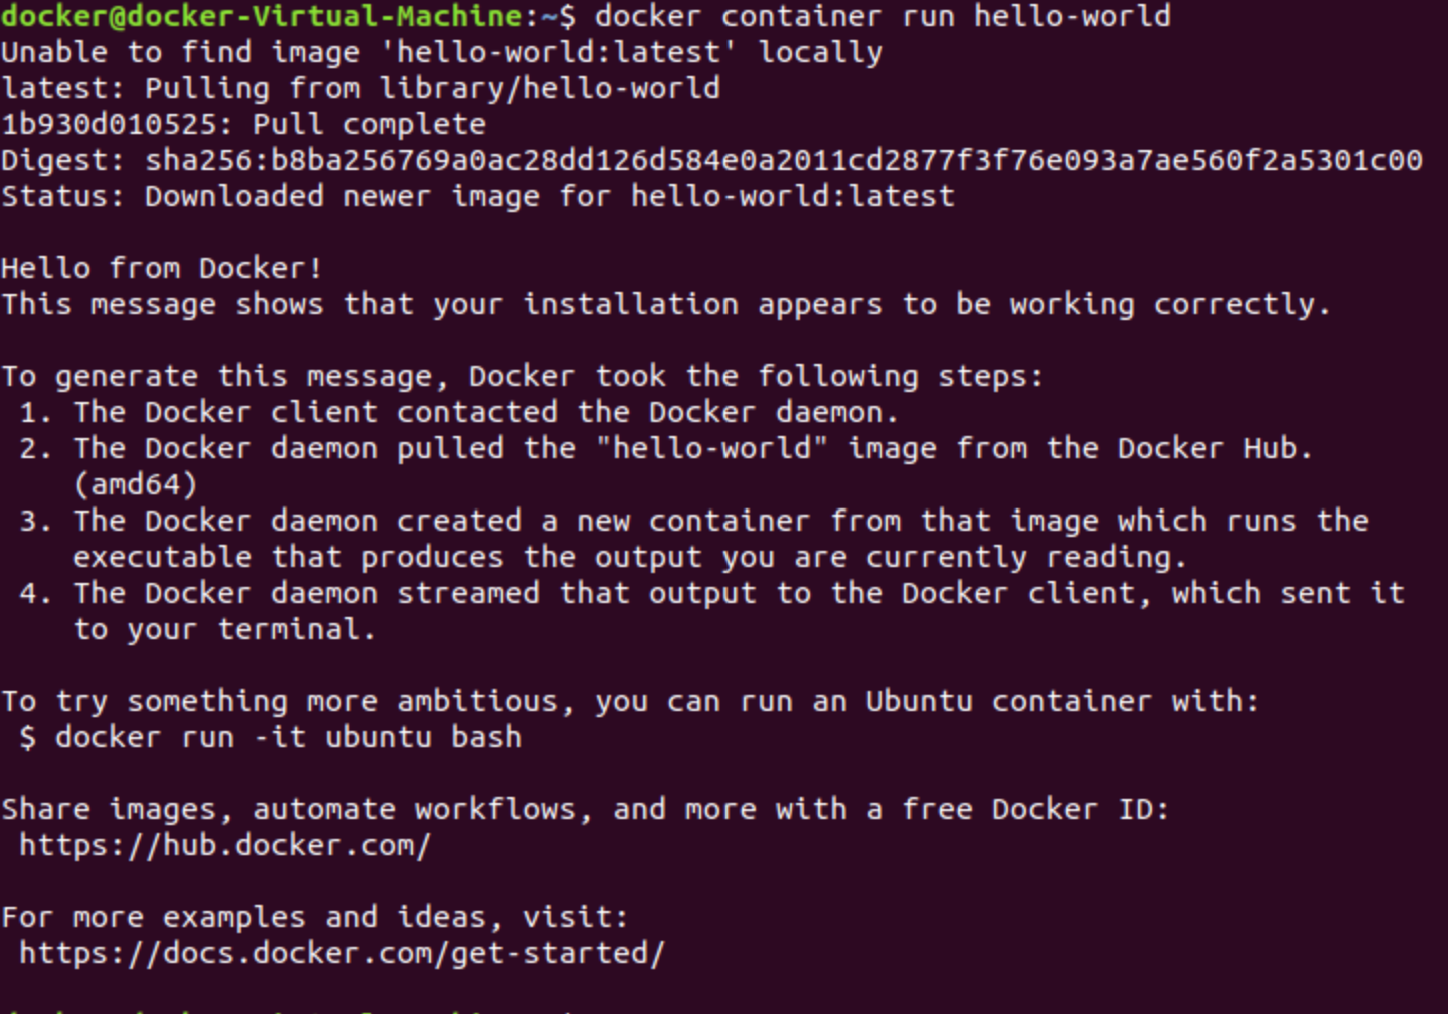 docker@docker-Virtual-Machine:~$ docker container run hello-world
Unable to find image 'hello-world:latest' locally
latest: Pulling from library/hello-world
1b930d010525: Pull complete
Digest: sha256:b8ba256769a0ac28dd126d584e0a2011cd2877f3f76e093a7ae560f2a5301c00
Status: Downloaded newer image for hello-world:latest

Hello from Docker!
This message shows that your installation appears to be working correctly.

To generate this message, Docker took the following steps:
 1. The Docker client contacted the Docker daemon.
 2. The Docker daemon pulled the "hello-world" image from the Docker Hub.
    (amd64)
 3. The Docker daemon created a new container from that image which runs the
    executable that produces the output you are currently reading.
 4. The Docker daemon streamed that output to the Docker client, which sent it
    to your terminal.

To try something more ambitious, you can run an Ubuntu container with:
 $ docker run -it ubuntu bash

Share images, automate workflows, and more with a free Docker ID:
 https://hub.docker.com/

For more examples and ideas, visit:
 https://docs.docker.com/get-started/